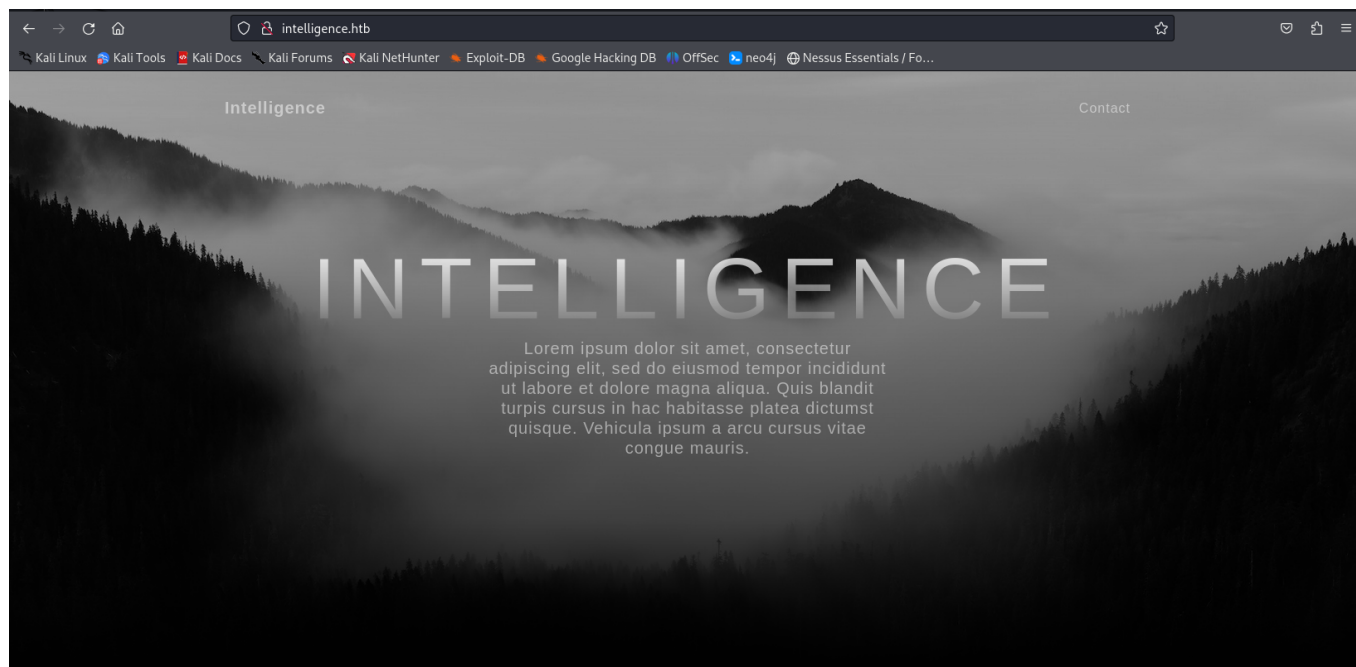 intelligence.htb
Kali Linux Kali Tools Kali Docs Kali Forums Kali NetHunter Exploit-DB Google Hacking DB OffSec neo4j Nessus Essentials / Fo…
Intelligence Contact
INTELLIGENCE
Lorem ipsum dolor sit amet, consectetur
adipiscing elit, sed do eiusmod tempor incididunt
ut labore et dolore magna aliqua. Quis blandit
turpis cursus in hac habitasse platea dictumst
quisque. Vehicula ipsum a arcu cursus vitae
congue mauris.